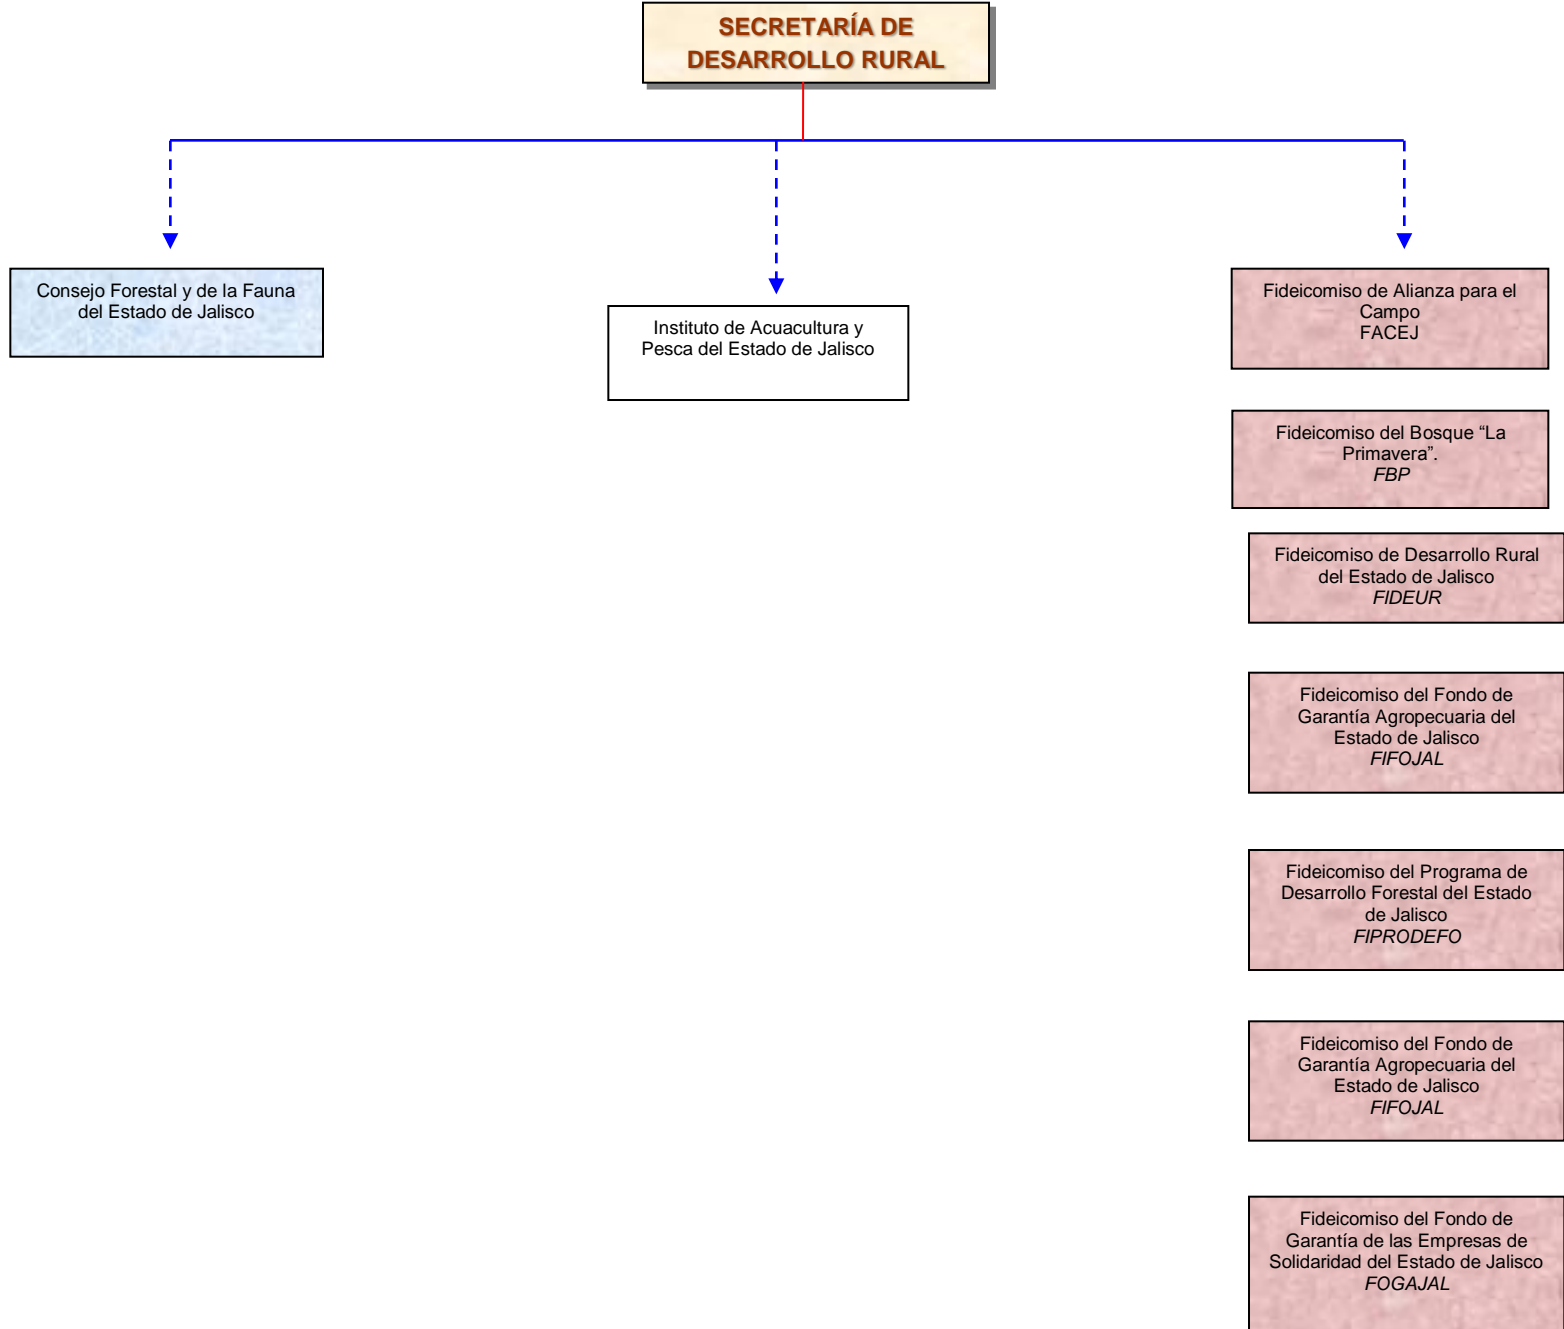 SECRETARÍA DE
DESARROLLO RURAL
Consejo Forestal y de la Fauna
del Estado de Jalisco
Instituto de Acuacultura y
Pesca del Estado de Jalisco
Fideicomiso de Alianza para el
Campo
FACEJ
Fideicomiso del Bosque “La
Primavera”.
FBP
Fideicomiso de Desarrollo Rural
del Estado de Jalisco
FIDEUR
Fideicomiso del Fondo de
Garantía Agropecuaria del
Estado de Jalisco
FIFOJAL
Fideicomiso del Programa de
Desarrollo Forestal del Estado
de Jalisco
FIPRODEFO
Fideicomiso del Fondo de
Garantía Agropecuaria del
Estado de Jalisco
FIFOJAL
Fideicomiso del Fondo de
Garantía de las Empresas de
Solidaridad del Estado de Jalisco
FOGAJAL